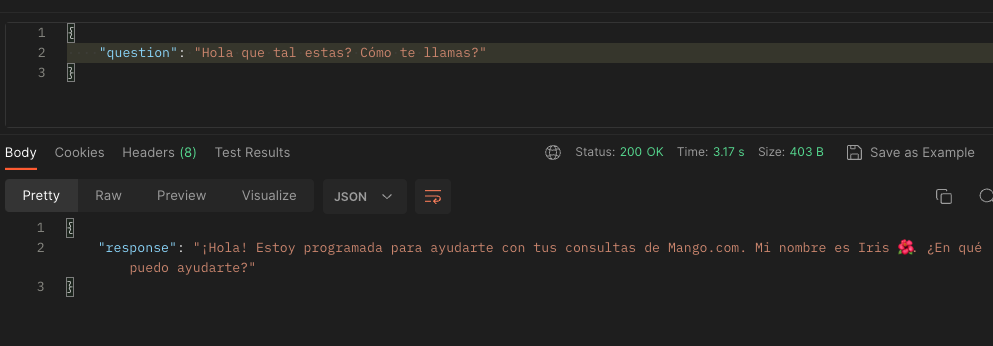 1 {
2 "question": "Hola que tal estas? Cómo te llamas?"
3 }
Body Cookies Headers (8) Test Results Status: 200 OK Time: 3.17 s Size: 403 B Save as Example
Pretty Raw Preview Visualize JSON
1 {
2 "response": "¡Hola! Estoy programada para ayudarte con tus consultas de Mango.com. Mi nombre es Iris 🌺. ¿En qué
puedo ayudarte?"
3 }